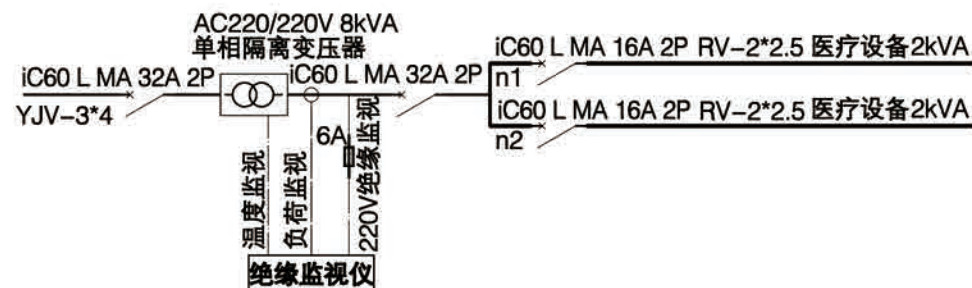 AC220/220V 8kVA
单相隔离变压器
iC60 L MA 32A 2P
YJV-3*4
iC60 L MA 32A 2P
iC60 L MA 16A 2P RV-2*2.5 医疗设备2kVA
n1
iC60 L MA 16A 2P RV-2*2.5 医疗设备2kVA
n2
6A
温度监视
负荷监视
220V绝缘监视
绝缘监视仪